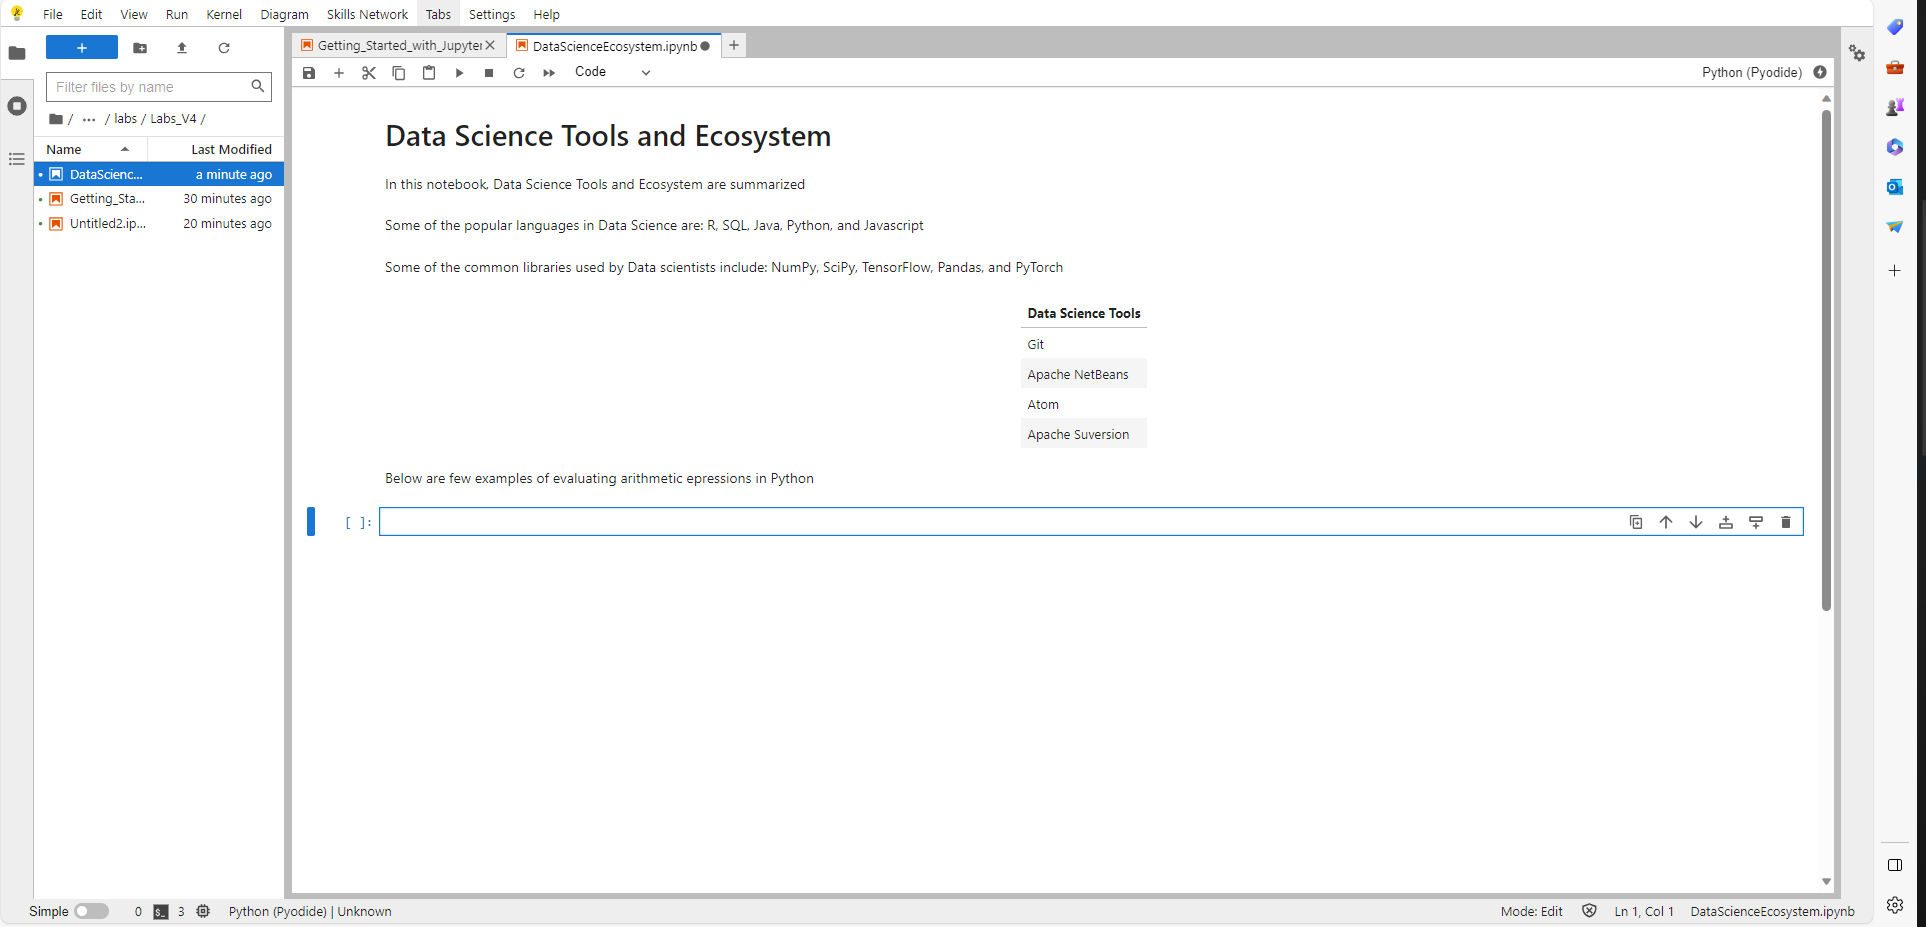 File Edit View Run Kernel Diagram Skills Network Tabs Settings Help
Getting_Started_with_Jupyter DataScienceEcosystem.ipynb
Code Python (Pyodide)
Filter files by name
/ ... / labs / Labs_V4 /
Name Last Modified
DataScienc... a minute ago
Getting_Sta... 30 minutes ago
Untitled2.ip... 20 minutes ago
Data Science Tools and Ecosystem
In this notebook, Data Science Tools and Ecosystem are summarized
Some of the popular languages in Data Science are: R, SQL, Java, Python, and Javascript
Some of the common libraries used by Data scientists include: NumPy, SciPy, TensorFlow, Pandas, and PyTorch
Data Science Tools
Git
Apache NetBeans
Atom
Apache Suversion
Below are few examples of evaluating arithmetic epressions in Python
[ ]:
Simple 0 $_ 3 Python (Pyodide) | Unknown Mode: Edit Ln 1, Col 1 DataScienceEcosystem.ipynb